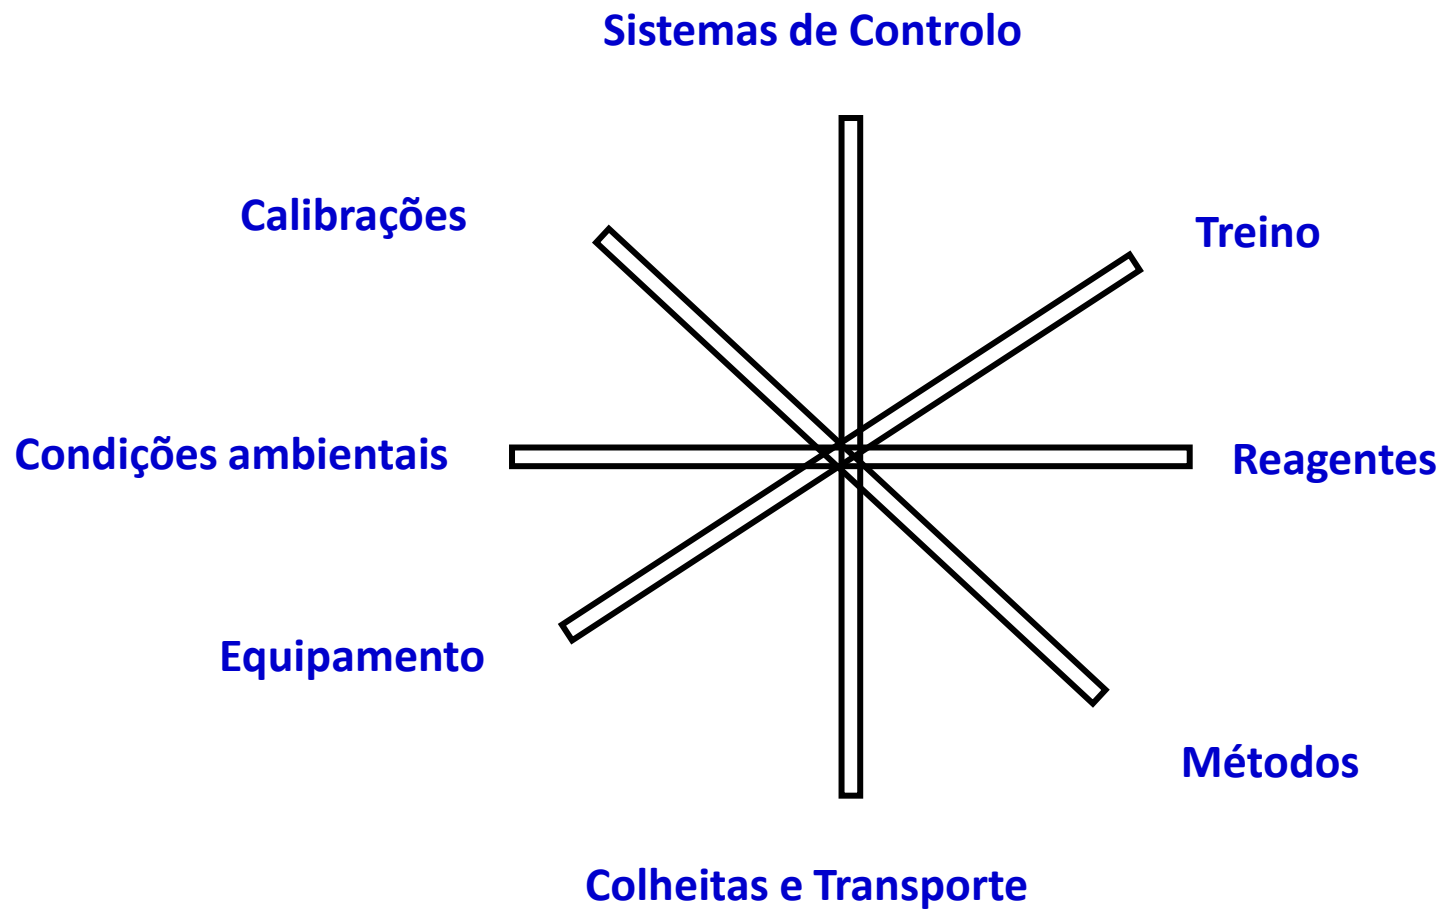 Sistemas de Controlo
Calibrações
Treino
Condições ambientais
Reagentes
Equipamento
Métodos
Colheitas e Transporte